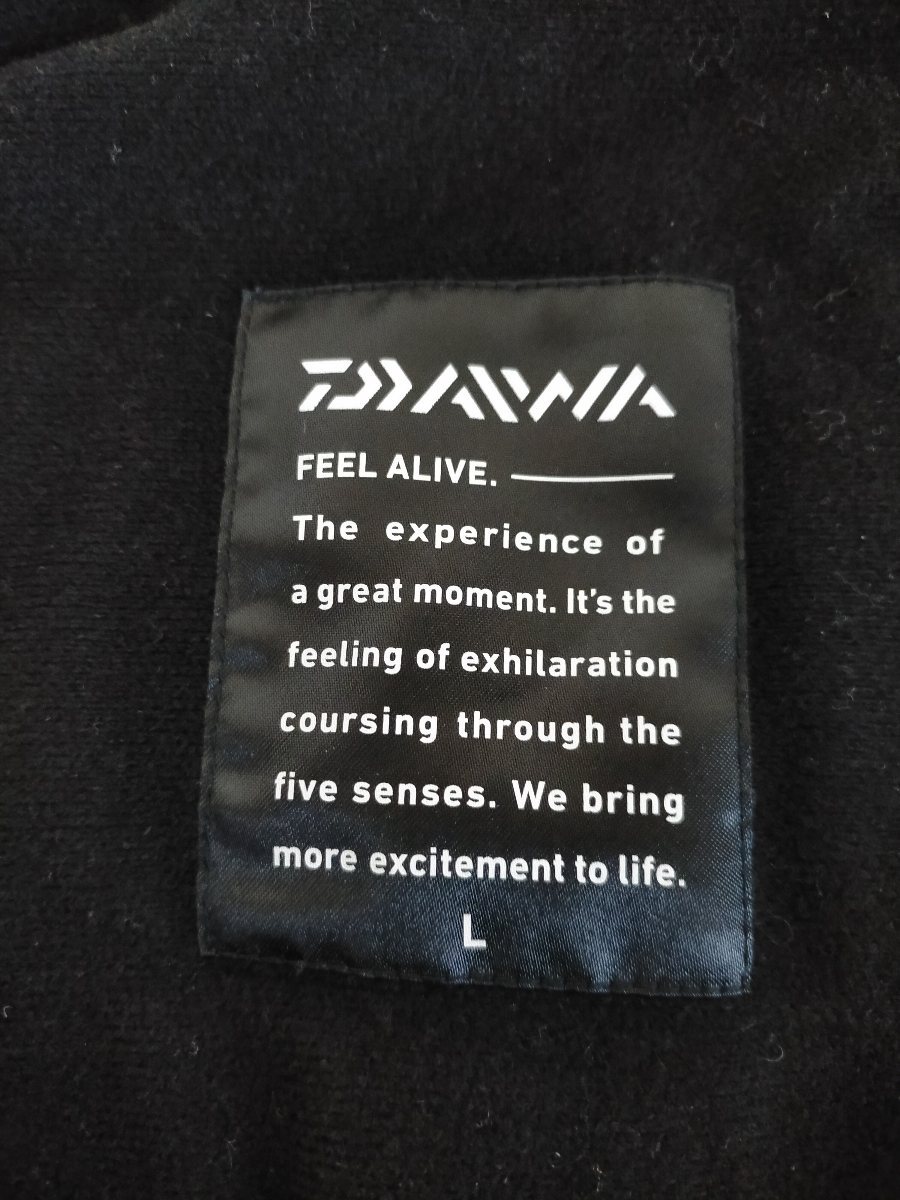 DAIWA
FEEL ALIVE.
The experience of
a great moment. It's the
feeling of exhilaration
coursing through the
five senses. We bring
more excitement to life.
L